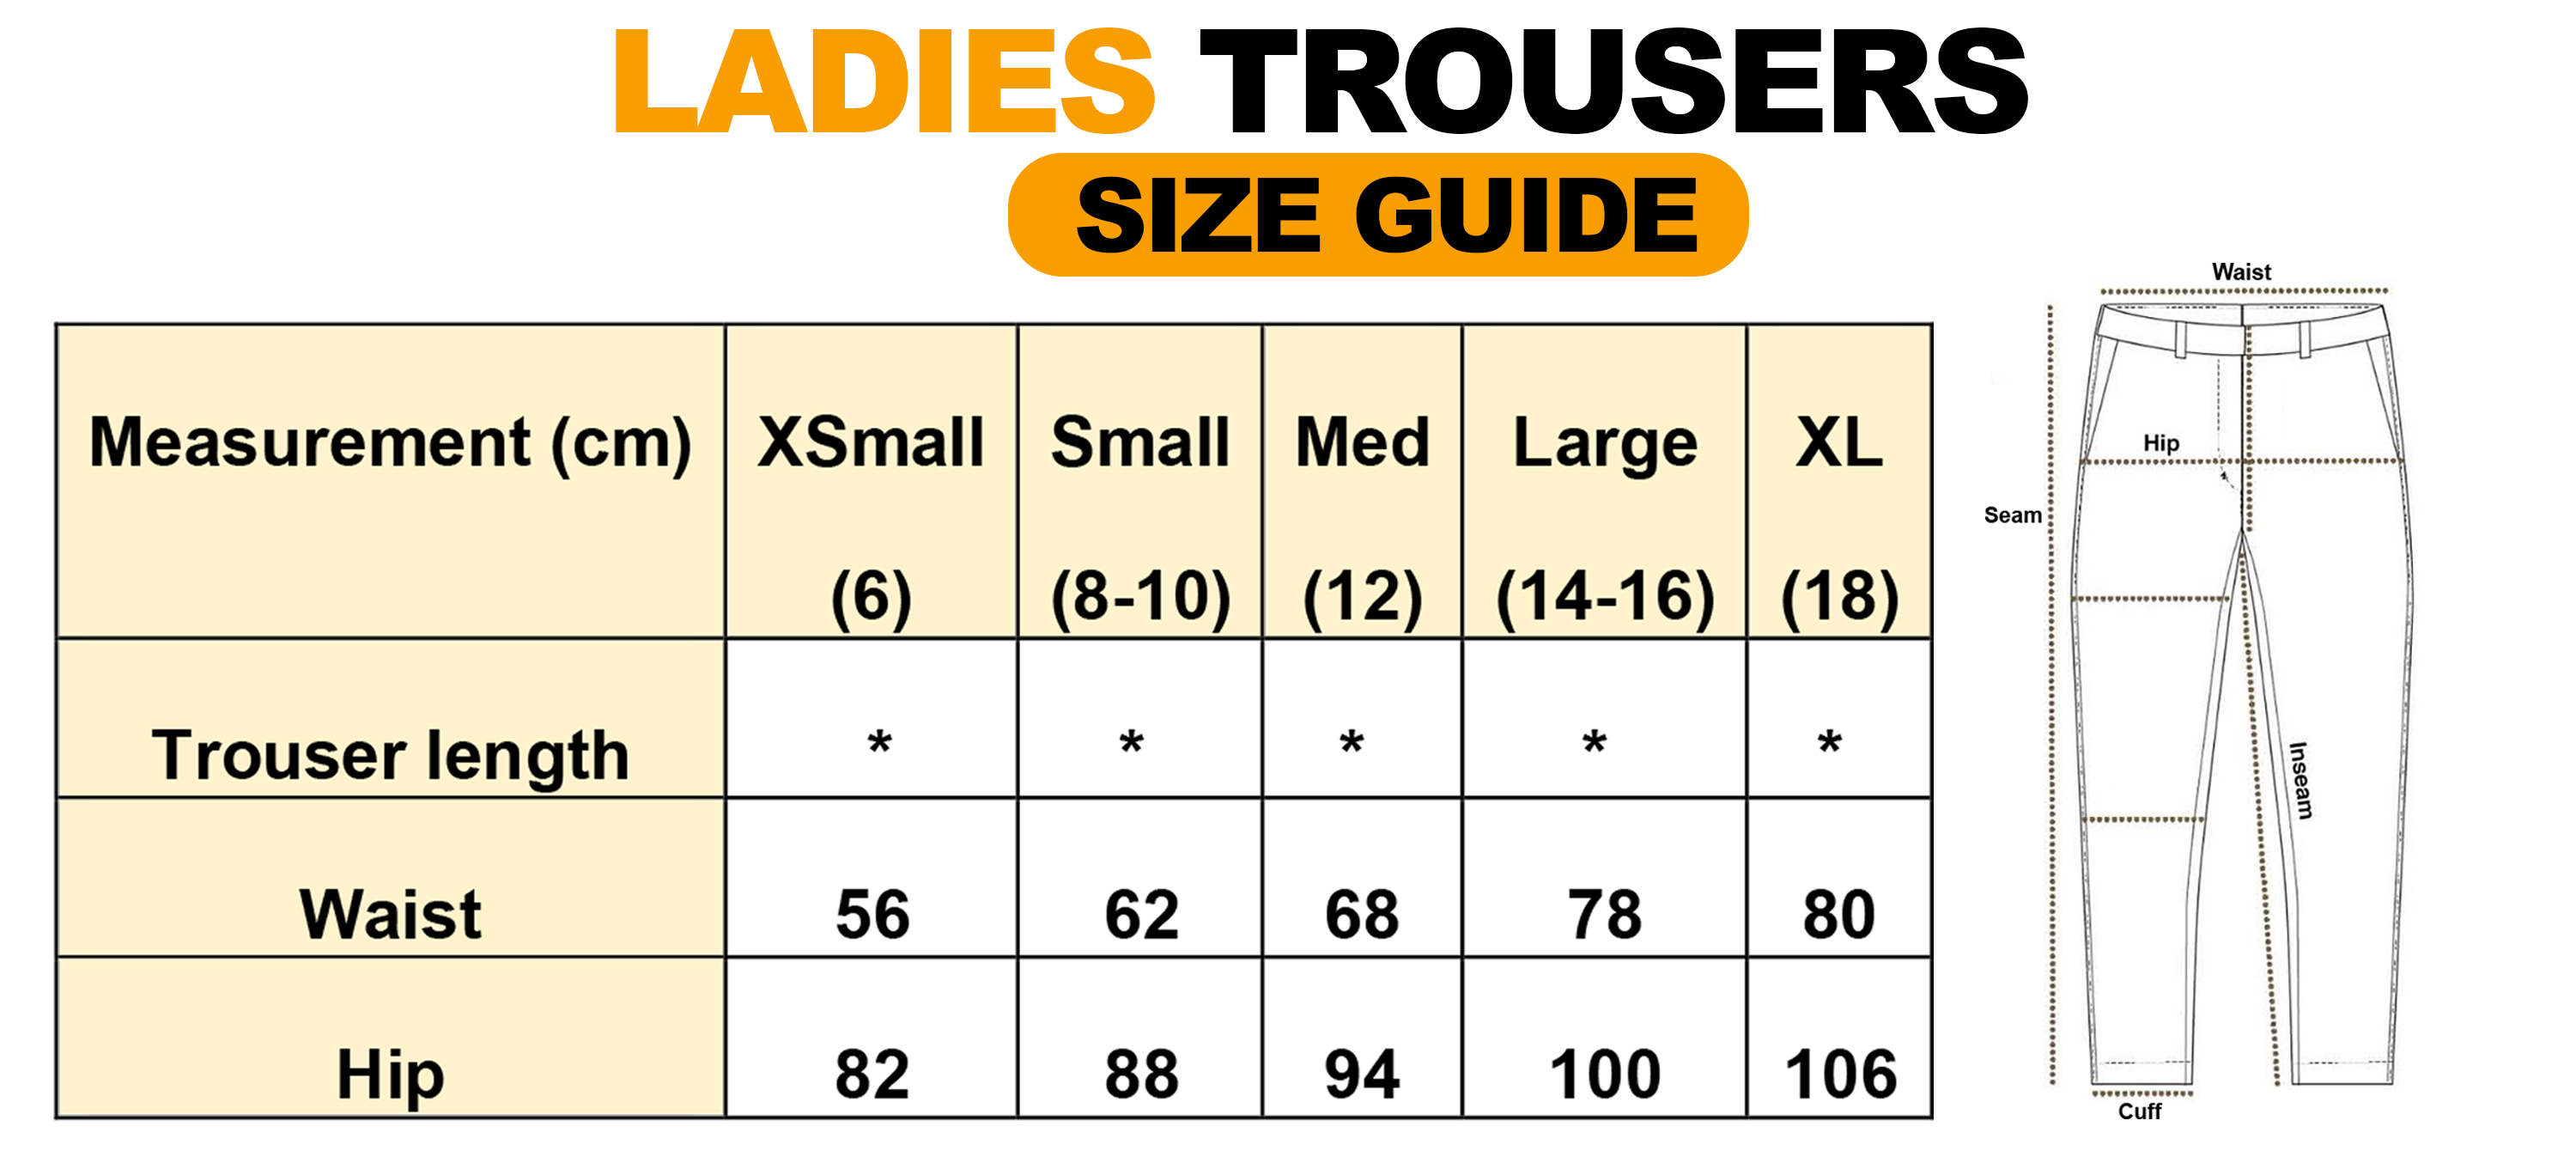 LADIES TROUSERS
SIZE GUIDE
Measurement (cm) XSmall Small Med Large XL
(6) (8-10) (12) (14-16) (18)
Trouser length * * * * *
Waist 56 62 68 78 80
Hip 82 88 94 100 106
Waist
Hip
Seam
Inseam
Cuff